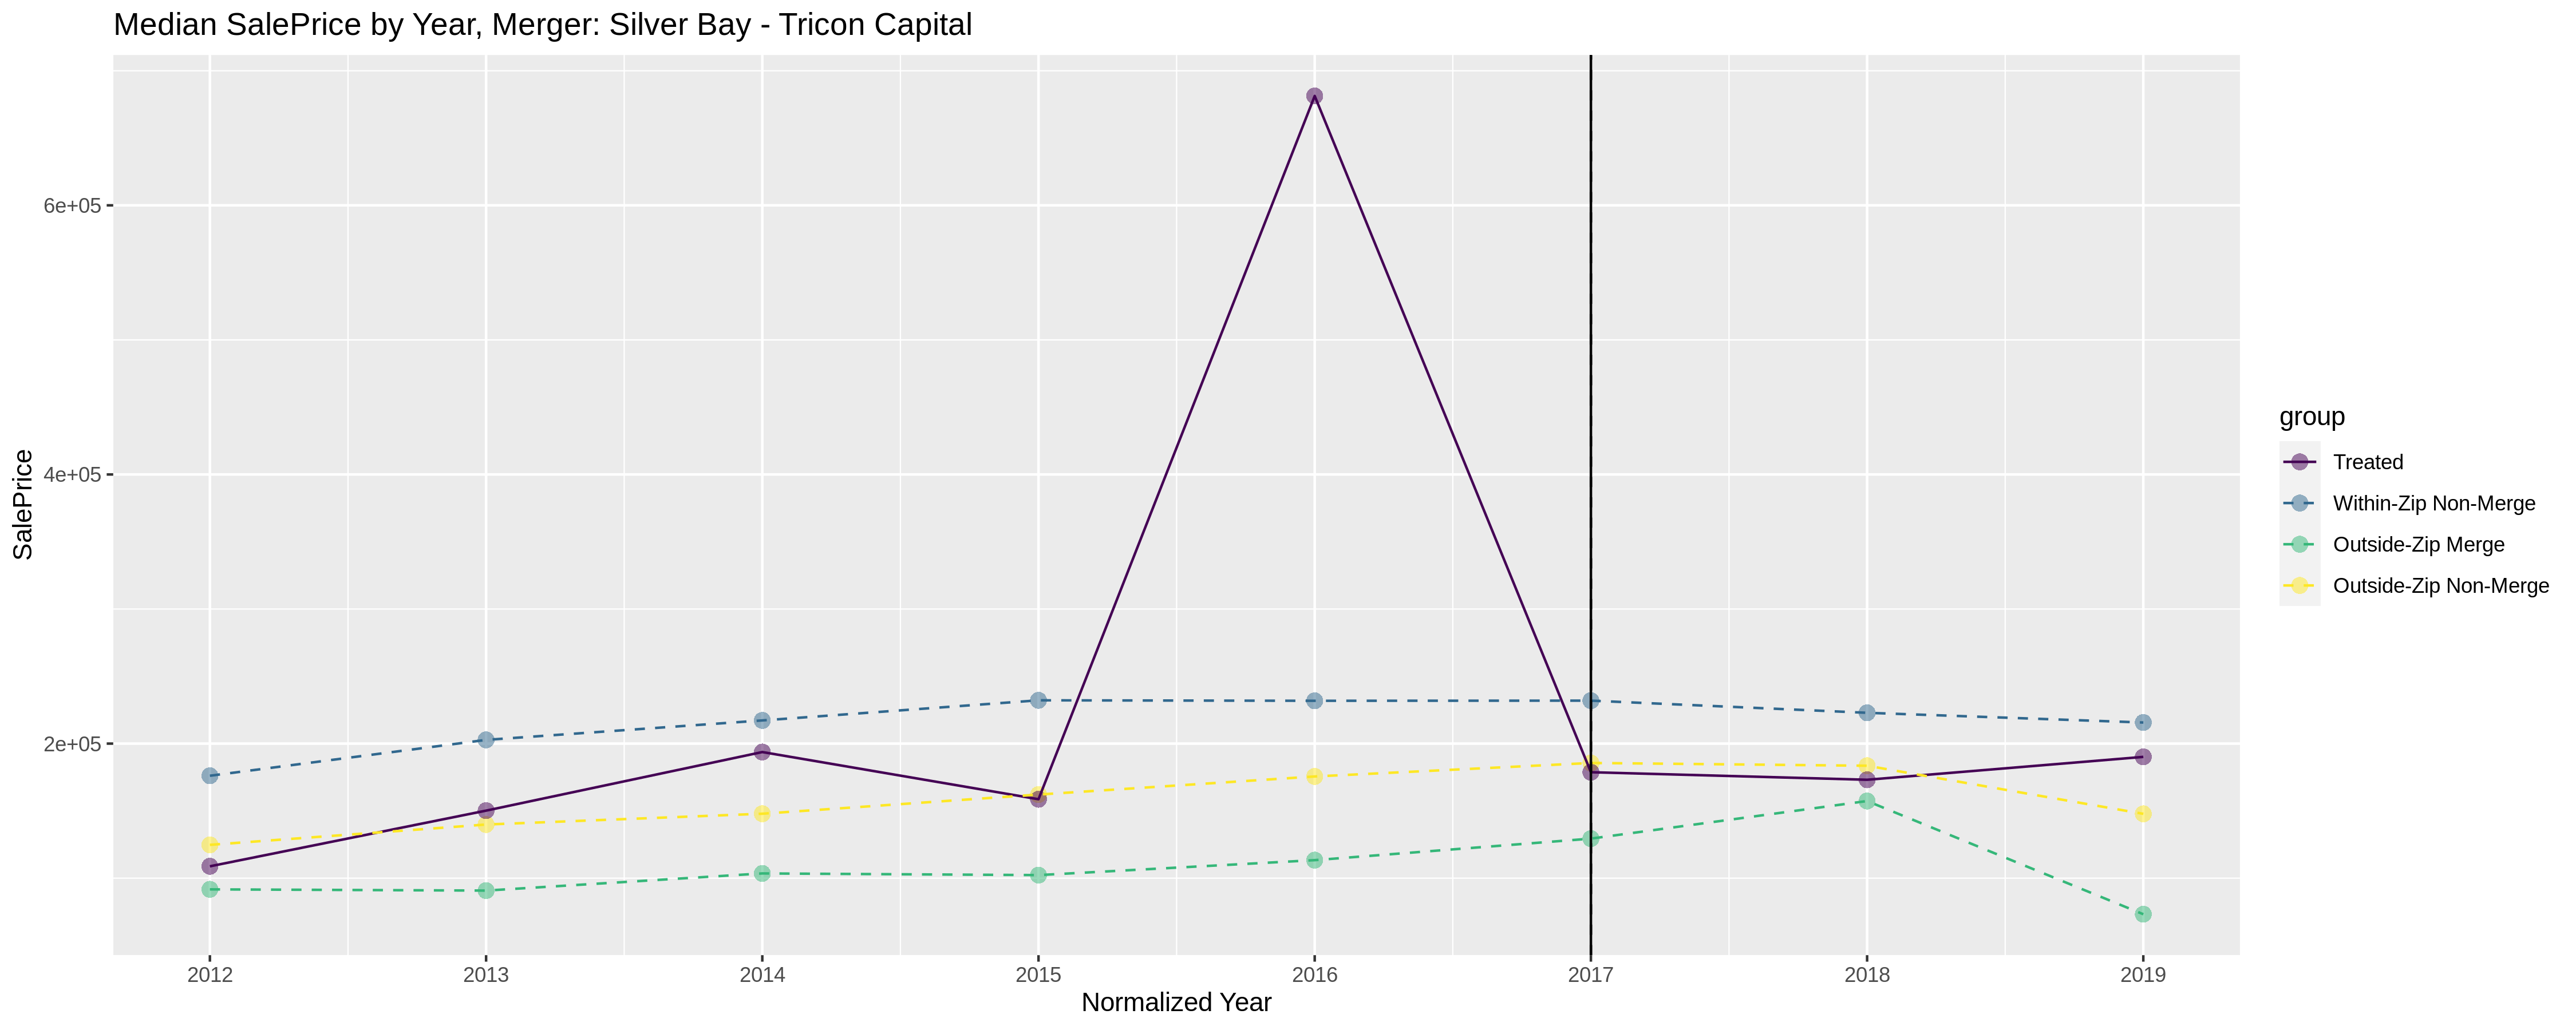 Median SalePrice by Year, Merger: Silver Bay - Tricon Capital
SalePrice
6e+05
4e+05
2e+05
2012 2013 2014 2015 2016 2017 2018 2019
Normalized Year
group
Treated
Within-Zip Non-Merge
Outside-Zip Merge
Outside-Zip Non-Merge